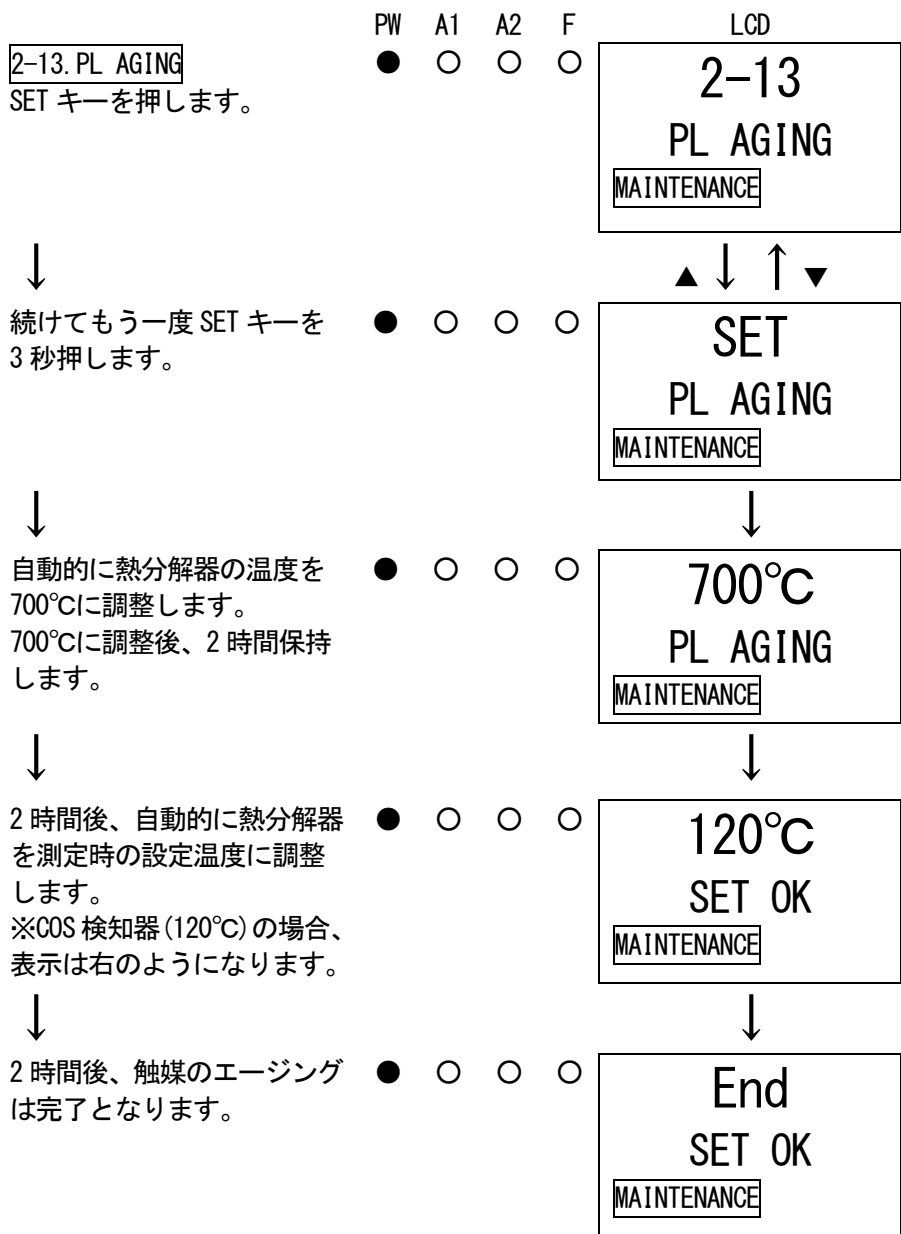 PW A1 A2 F LCD
2-13.PL AGING ● ○ ○ ○
SET キーを押します。
2-13
PL AGING
MAINTENANCE
↓ ▲ ↓ ↑ ▼
続けてもう一度 SET キーを ● ○ ○ ○
3 秒押します。
SET
PL AGING
MAINTENANCE
↓ ↓
自動的に熱分解器の温度を ● ○ ○ ○
700℃に調整します。
700℃に調整後、2 時間保持
します。
700℃
PL AGING
MAINTENANCE
↓ ↓
2 時間後、自動的に熱分解器 ● ○ ○ ○
を測定時の設定温度に調整
します。
※COS 検知器(120℃)の場合、
表示は右のようになります。
120℃
SET OK
MAINTENANCE
↓ ↓
2 時間後、触媒のエージング ● ○ ○ ○
は完了となります。
End
SET OK
MAINTENANCE